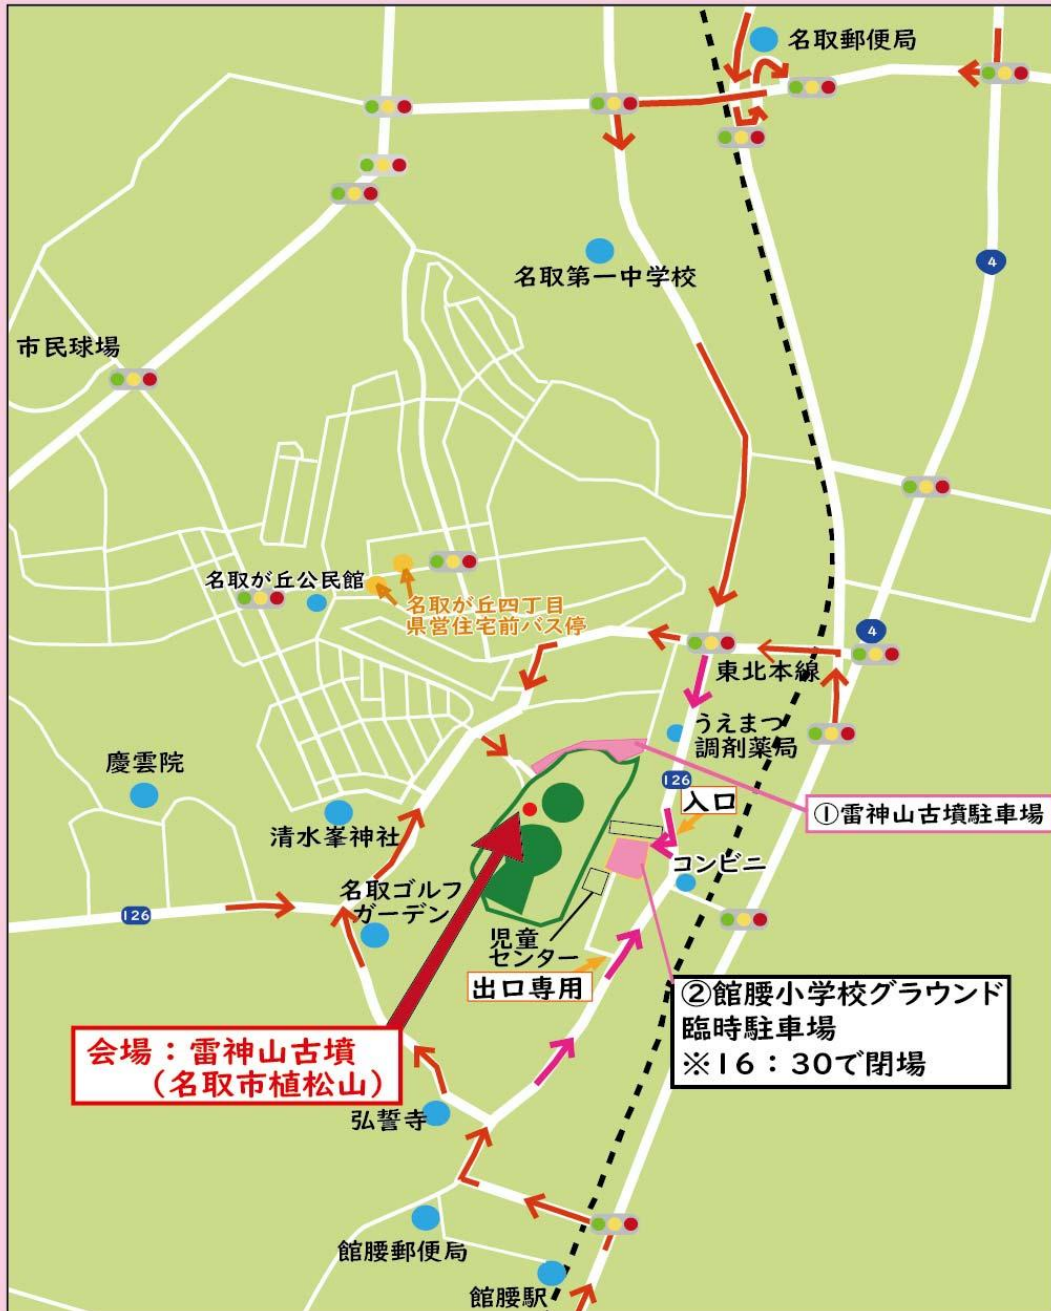 名取郵便局
4
名取第一中学校
市民球場
名取が丘公民館
名取が丘四丁目
県営住宅前バス停
4
東北本線
うえまつ
調剤薬局
慶雲院
126
入口
①雷神山古墳駐車場
清水峯神社
コンビニ
名取ゴルフ
ガーデン
126
児童
センター
出口専用
②館腰小学校グラウンド
臨時駐車場
※16：30で閉場
会場：雷神山古墳
（名取市植松山）
弘誓寺
館腰郵便局
館腰駅